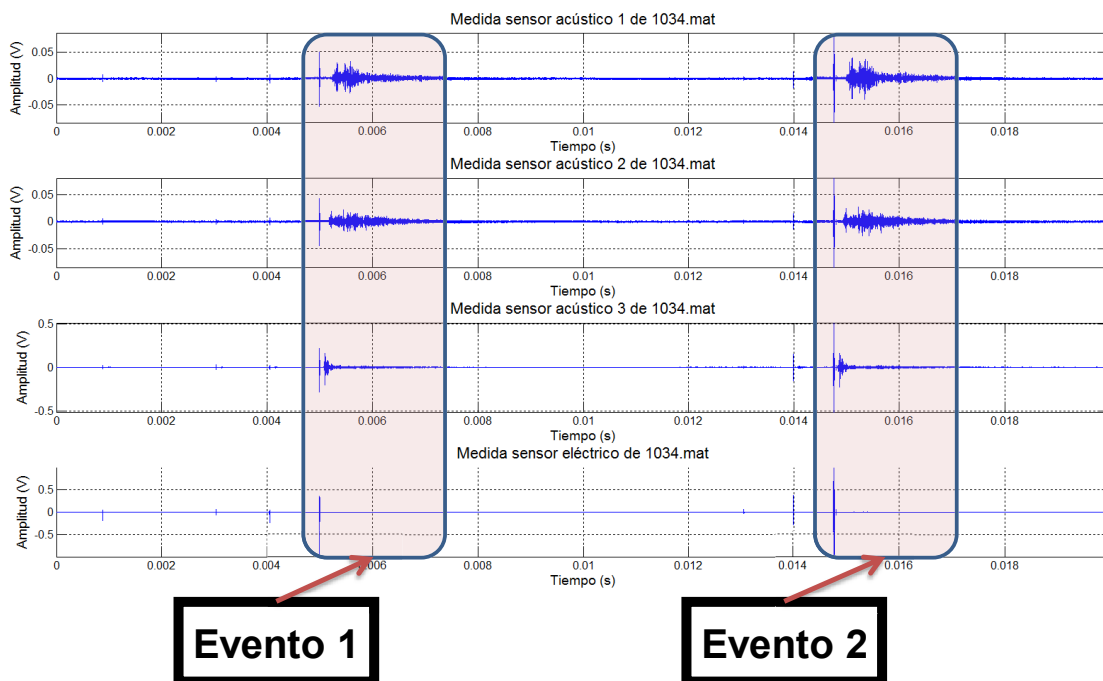 Medida sensor acústico 1 de 1034.mat
Amplitud (V)
0.05
0
-0.05
0 0.002 0.004 0.006 0.008 0.01 0.012 0.014 0.016 0.018
Tiempo (s)
Medida sensor acústico 2 de 1034.mat
Amplitud (V)
0.05
0
-0.05
0 0.002 0.004 0.006 0.008 0.01 0.012 0.014 0.016 0.018
Tiempo (s)
Medida sensor acústico 3 de 1034.mat
Amplitud (V)
0.5
0
-0.5
0 0.002 0.004 0.006 0.008 0.01 0.012 0.014 0.016 0.018
Tiempo (s)
Medida sensor eléctrico de 1034.mat
Amplitud (V)
0.5
0
-0.5
0 0.002 0.004 0.006 0.008 0.01 0.012 0.014 0.016 0.018
Tiempo (s)
Evento 1
Evento 2